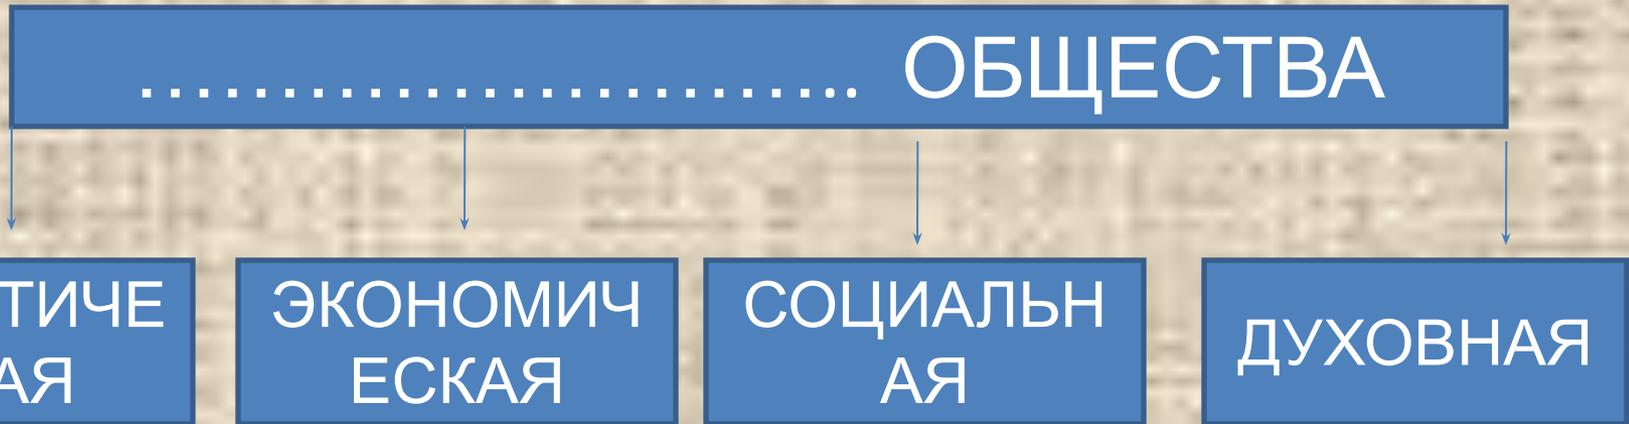 ............................ ОБЩЕСТВА
ТИЧЕ
АЯ
ЭКОНОМИЧ
ЕСКАЯ
СОЦИАЛЬН
АЯ
ДУХОВНАЯ